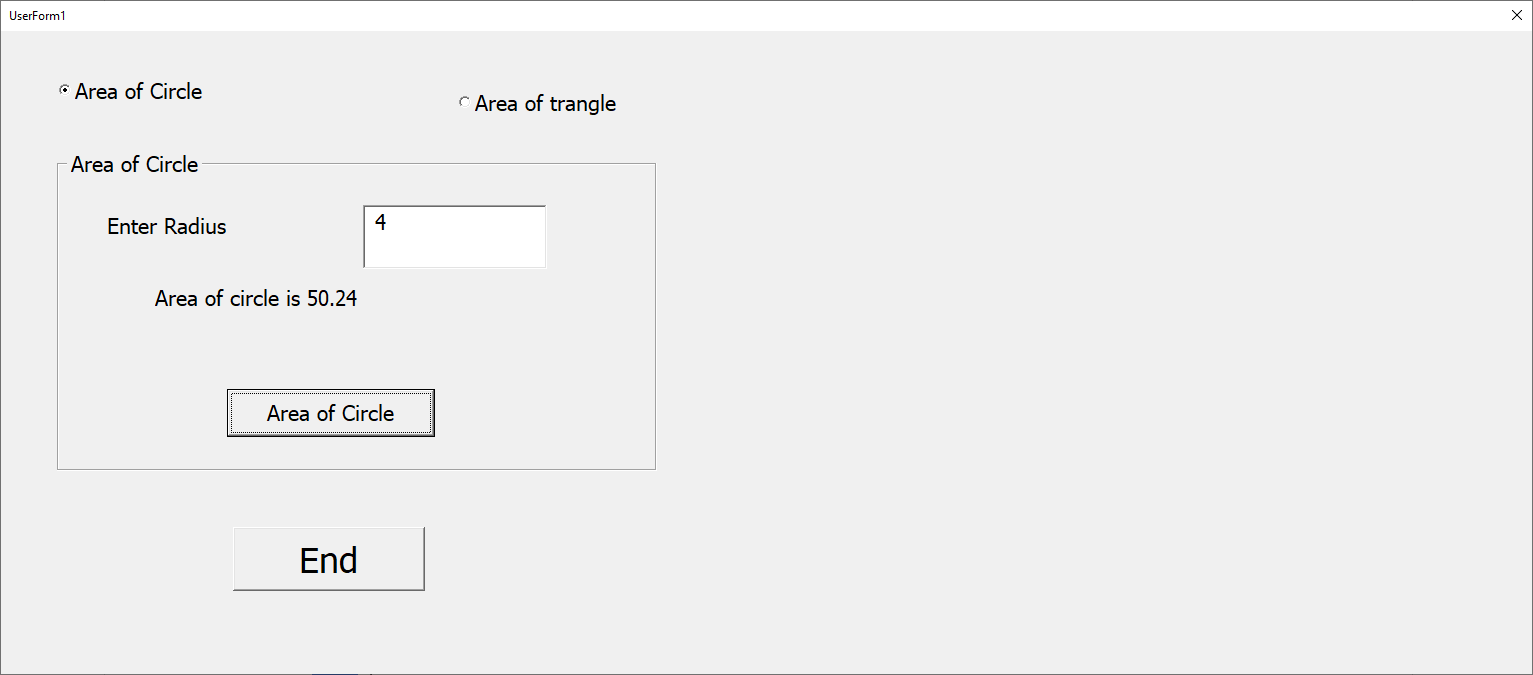 UserForm1
Area of Circle
Area of trangle
Area of Circle
Enter Radius
4
Area of circle is 50.24
Area of Circle
End